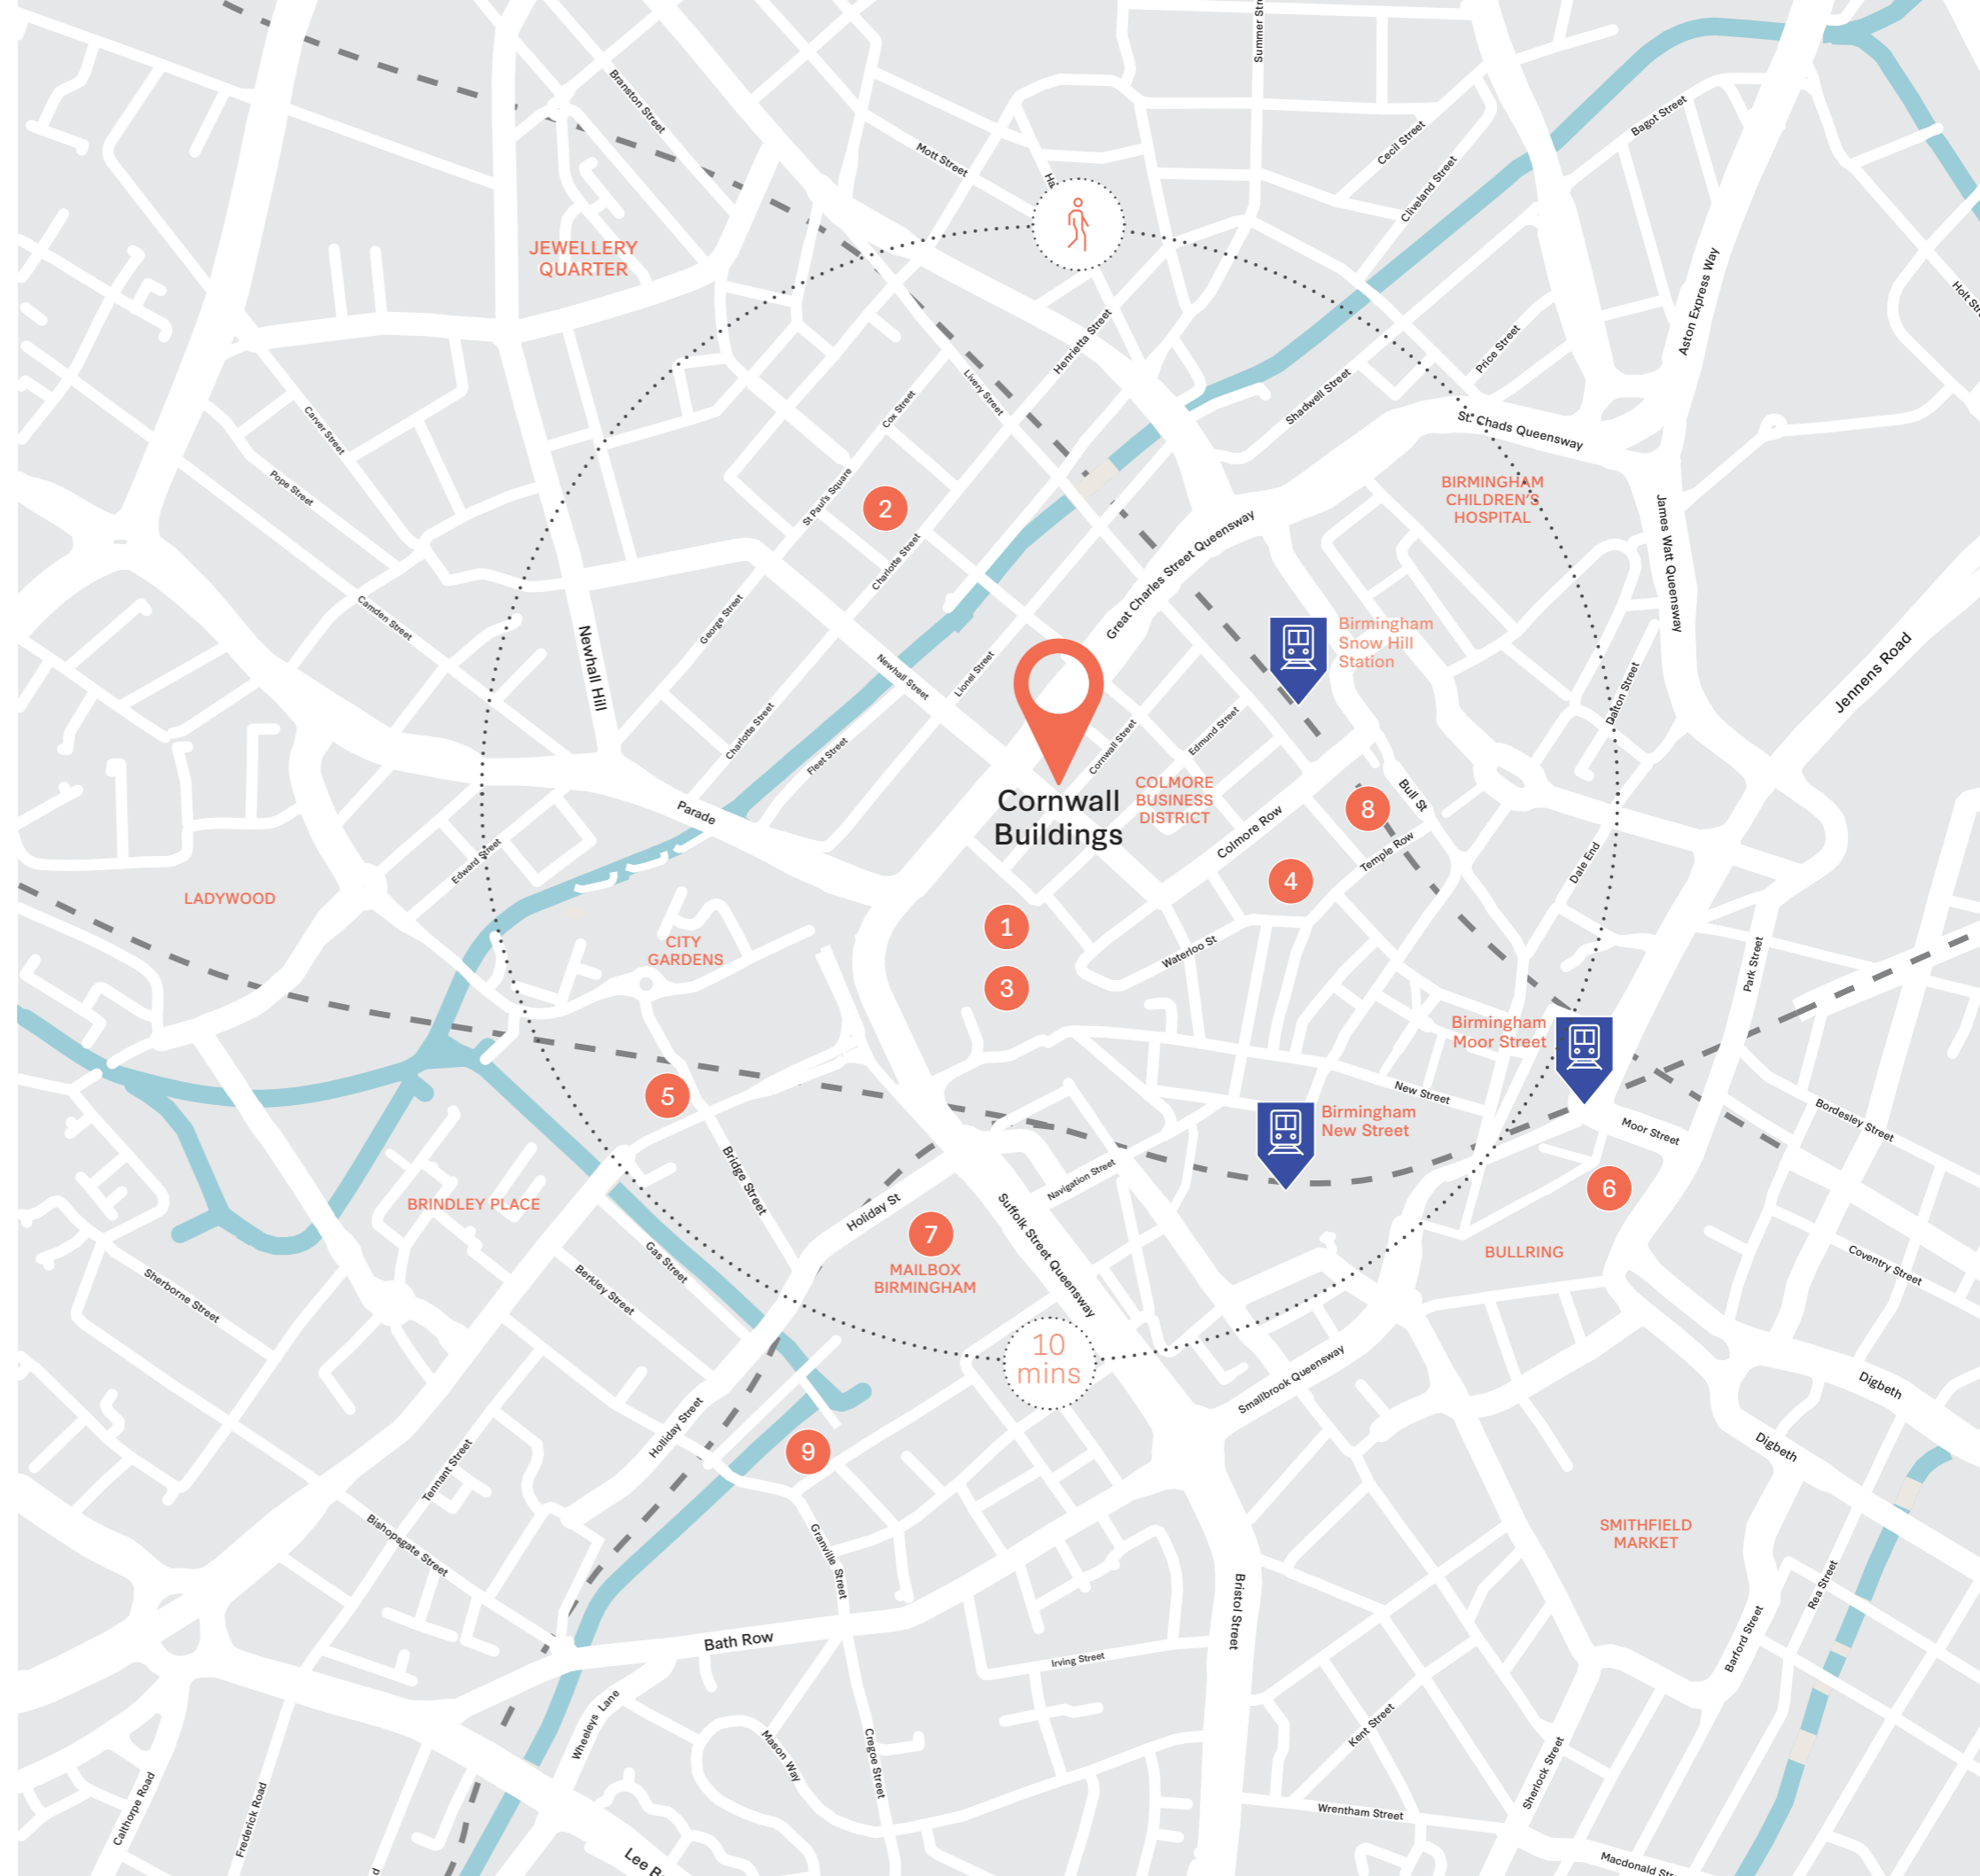 Summer
Branston Street
Mott Street
Cecil Street
Bagot Street
Cliveland Street
JEWELLERY
QUARTER
Aston Express Way
Henrietta Street
Price Street
Livery Street
Cox Street
Shadwell Street
Carver Street
St. Chads Queensway
Pope Street
St Paul's Square
2
BIRMINGHAM
CHILDREN'S
HOSPITAL
James Watt Queensway
Charlotte Street
Great Charles Street Queensway
Camden Street
George Street
Newhall Hill
Birmingham
Snow Hill
Station
Newhall Street
Lionel Street
Dalton Street
Jennens Road
Charlotte Street
Fleet Street
Cornwall Street
Edmund Street
COLMORE
BUSINESS
DISTRICT
Cornwall
Buildings
Bull St
8
Parade
Colmore Row
Temple Row
Edward Street
Dale End
4
LADYWOOD
1
CITY
GARDENS
Waterloo St
Park Street
3
Birmingham
Moor Street
5
New Street
Birmingham
New Street
Moor Street
Bordesley Street
Bridge Street
Navigation Street
6
BRINDLEY PLACE
Holiday St
Suffolk Street Queensway
7
MAILBOX
BIRMINGHAM
BULLRING
Coventry Street
Gas Street
Berkley Street
Sherborne Street
10
mins
Smallbrook Queensway
Digbeth
Holliday Street
9
Digbeth
Tennant Street
Bishopsgate Street
Granville Street
SMITHFIELD
MARKET
Rea Street
Bristol Street
Barford Street
Bath Row
Irving Street
Wheeleys Lane
Kent Street
Mason Way
Cregoe Street
Sherlock Street
Calthorpe Road
Frederick Road
Wrentham Street
Lee
Macdonald